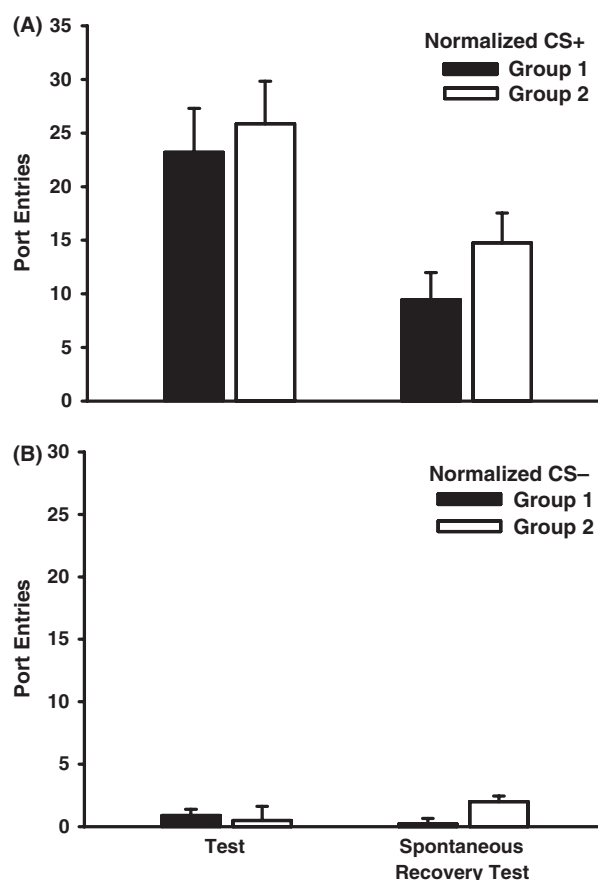 (A)
Normalized CS+
Group 1
Group 2
35
30
25
20
15
10
5
0
Port Entries
(B)
Normalized CS–
Group 1
Group 2
30
25
20
15
10
5
0
Port Entries
Test
Spontaneous
Recovery Test